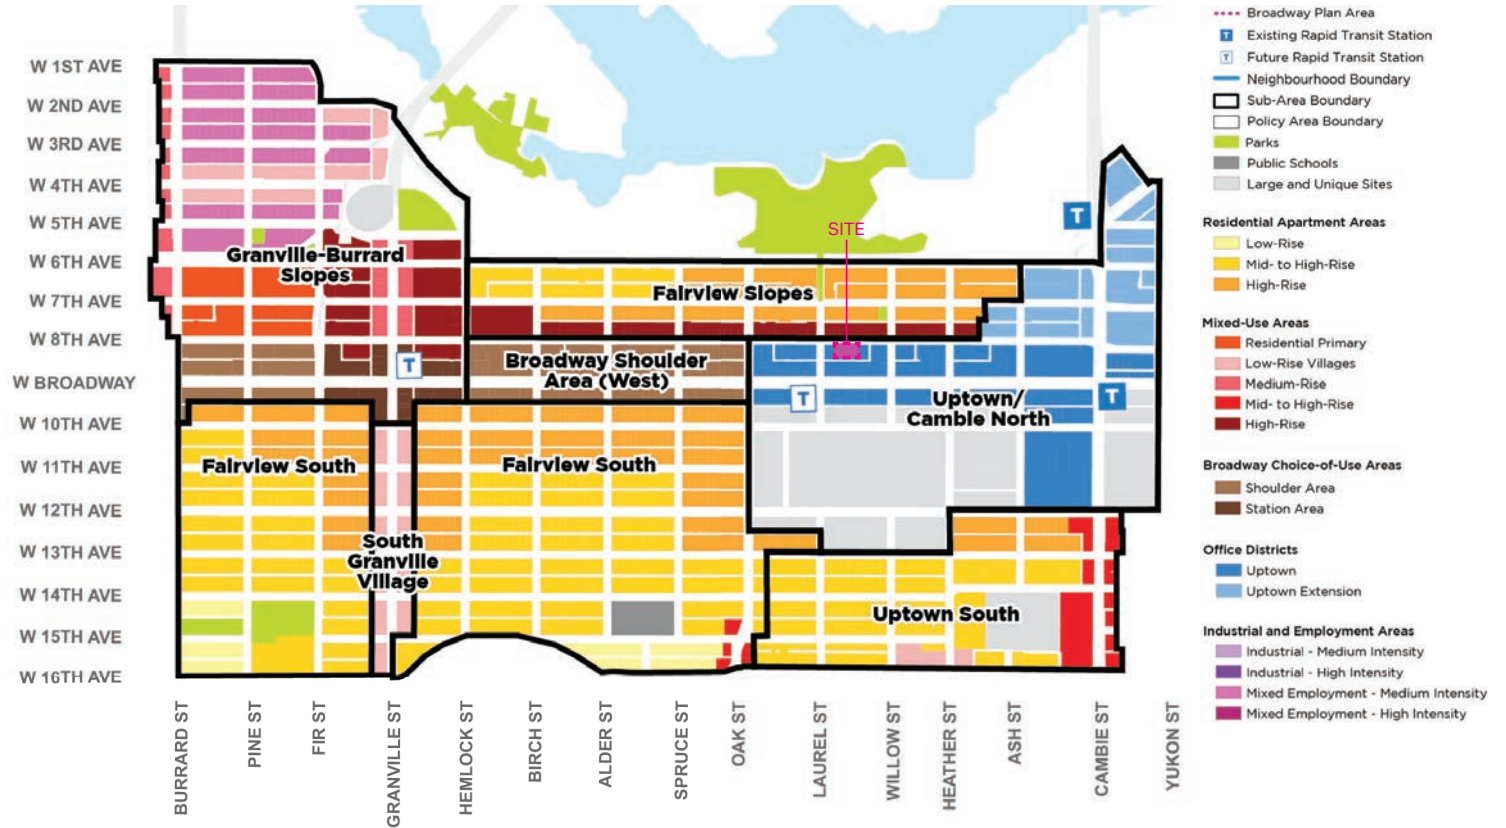 W 1ST AVE
W 2ND AVE
W 3RD AVE
W 4TH AVE
W 5TH AVE
W 6TH AVE
W 7TH AVE
W 8TH AVE
W BROADWAY
W 10TH AVE
W 11TH AVE
W 12TH AVE
W 13TH AVE
W 14TH AVE
W 15TH AVE
W 16TH AVE
Granville-Burrard
Slopes
SITE
Fairview Slopes
T
T
T
T
Broadway Shoulder
Area (West)
Uptown/
Cambie North
Fairview South
Fairview South
South
Granville
Village
Uptown South
BURRARD ST
PINE ST
FIR ST
GRANVILLE ST
HEMLOCK ST
BIRCH ST
ALDER ST
SPRUCE ST
OAK ST
LAUREL ST
WILLOW ST
HEATHER ST
ASH ST
CAMBIE ST
YUKON ST
Broadway Plan Area
T Existing Rapid Transit Station
T Future Rapid Transit Station
Neighbourhood Boundary
Sub-Area Boundary
Policy Area Boundary
Parks
Public Schools
Large and Unique Sites
Residential Apartment Areas
Low-Rise
Mid- to High-Rise
High-Rise
Mixed-Use Areas
Residential Primary
Low-Rise Villages
Medium-Rise
Mid- to High-Rise
High-Rise
Broadway Choice-of-Use Areas
Shoulder Area
Station Area
Office Districts
Uptown
Uptown Extension
Industrial and Employment Areas
Industrial - Medium Intensity
Industrial - High Intensity
Mixed Employment - Medium Intensity
Mixed Employment - High Intensity